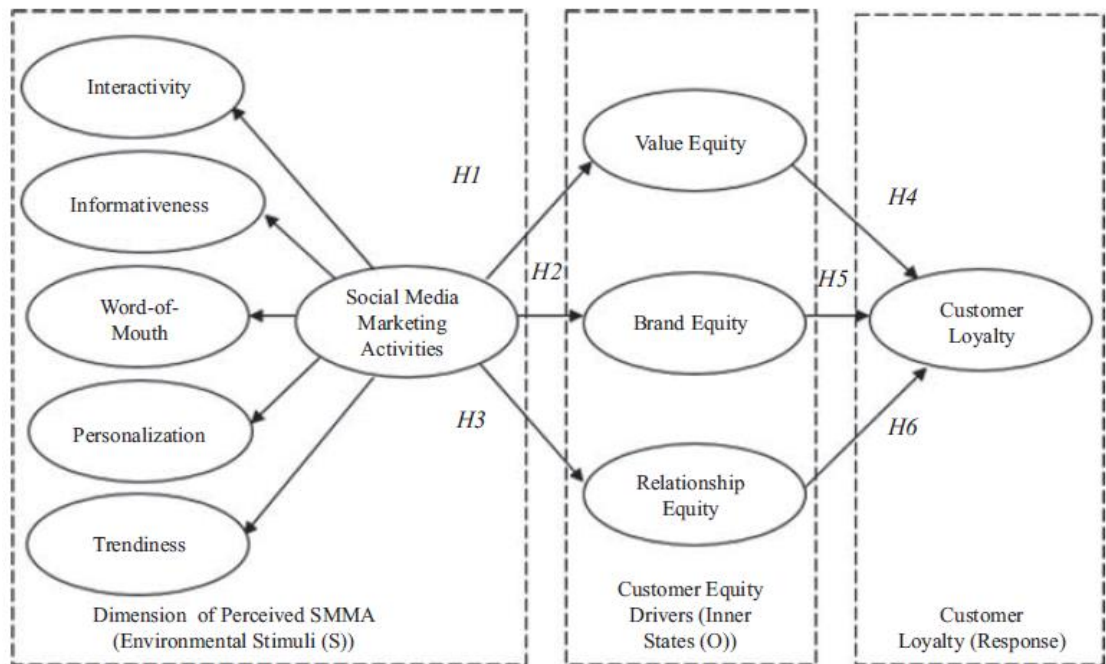 Interactivity
Informativeness
Word-of-
Mouth
Personalization
Trendiness
Social Media
Marketing
Activities
H1
H2
H3
Value Equity
Brand Equity
Relationship
Equity
H4
H5
H6
Customer
Loyalty
Dimension of Perceived SMMA
(Environmental Stimuli (S))
Customer Equity
Drivers (Inner
States (O))
Customer
Loyalty (Response)